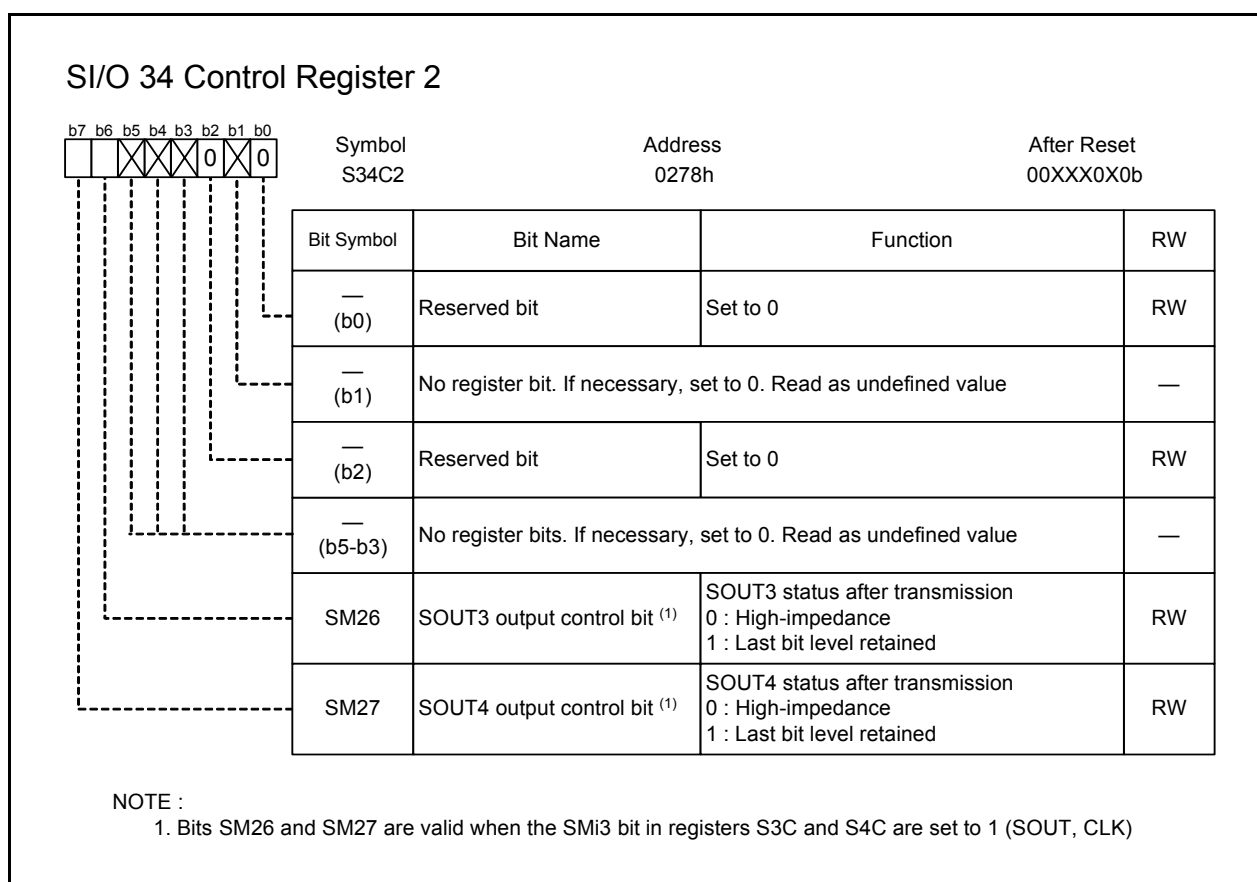 SI/O 34 Control Register 2
b7 b6 b5 b4 b3 b2 b1 b0
0 0
Symbol Address After Reset
S34C2 0278h 00XXX0X0b
Bit Symbol Bit Name Function RW
—
(b0) Reserved bit Set to 0 RW
—
(b1) No register bit. If necessary, set to 0. Read as undefined value —
—
(b2) Reserved bit Set to 0 RW
—
(b5-b3) No register bits. If necessary, set to 0. Read as undefined value —
SM26 SOUT3 output control bit (1) SOUT3 status after transmission
0 : High-impedance
1 : Last bit level retained RW
SM27 SOUT4 output control bit (1) SOUT4 status after transmission
0 : High-impedance
1 : Last bit level retained RW
NOTE :
1. Bits SM26 and SM27 are valid when the SMi3 bit in registers S3C and S4C are set to 1 (SOUT, CLK)